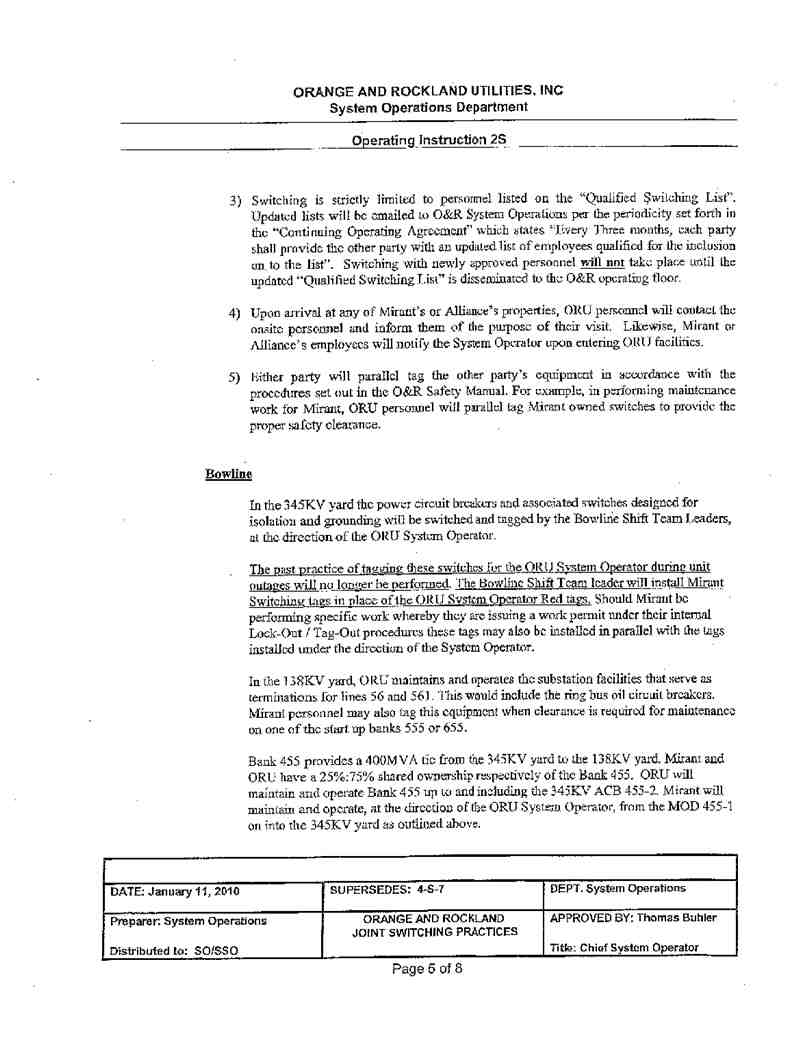 ORANGE AND ROCKLAND UTILITIES, INC
System Operations Department
Operating Instruction 2S
3) Switching is strictly limited to personnel listed on the “Qualified Switching List”.
Updated lists will be emailed to O&R System Operations per the periodicity set forth in
the “Continuing Operating Agreement” which states “Every Three months, each party
shall provide the other party with an updated list of employees qualified for the inclusion
on to the list”. Switching with newly approved personnel will not take place until the
updated “Qualified Switching List” is disseminated to the O&R operating floor.
4) Upon arrival at any of Mirant's or Alliance's properties, ORU personnel will contact the
onsite personnel and inform them of the purpose of their visit. Likewise, Mirant or
Alliance's employees will notify the System Operator upon entering ORU facilities.
5) Either party will parallel tag the other party's equipment in accordance with the
procedures set out in the O&R Safety Manual. For example, in performing maintenance
work for Mirant, ORU personnel will parallel tag Mirant owned switches to provide the
proper safety clearance.
Bowline
In the 345KV yard the power circuit breakers and associated switches designed for
isolation and grounding will be switched and tagged by the Bowline Shift Team Leaders,
at the direction of the ORU System Operator.
The past practice of tagging these switches for the ORU System Operator during unit
outages will no longer be performed. The Bowline Shift Team leader will install Mirant
Switching tags in place of the ORU System Operator Red tags. Should Mirant be
performing specific work whereby they are issuing a work permit under their internal
Lock-Out / Tag-Out procedures these tags may also be installed in parallel with the tags
installed under the direction of the System Operator.
In the 138KV yard, ORU maintains and operates the substation facilities that serve as
terminations for lines 56 and 561. This would include the ring bus oil circuit breakers.
Mirant personnel may also tag this equipment when clearance is required for maintenance
on one of the start up banks 555 or 655.
Bank 455 provides a 400MVA tie from the 345KV yard to the 138KV yard. Mirant and
ORU have a 25%:75% shared ownership respectively of the Bank 455. ORU will
maintain and operate Bank 455 up to and including the 345KV ACB 455-2. Mirant will
maintain and operate, at the direction of the ORU System Operator, from the MOD 455-1
on into the 345KV yard as outlined above.
DATE: January 11, 2010
SUPERSEDES: 4-S-7
DEPT. System Operations
Preparer: System Operations
Distributed to: SO/SSO
ORANGE AND ROCKLAND
JOINT SWITCHING PRACTICES
APPROVED BY: Thomas Buhler
Title: Chief System Operator
Page 5 of 8